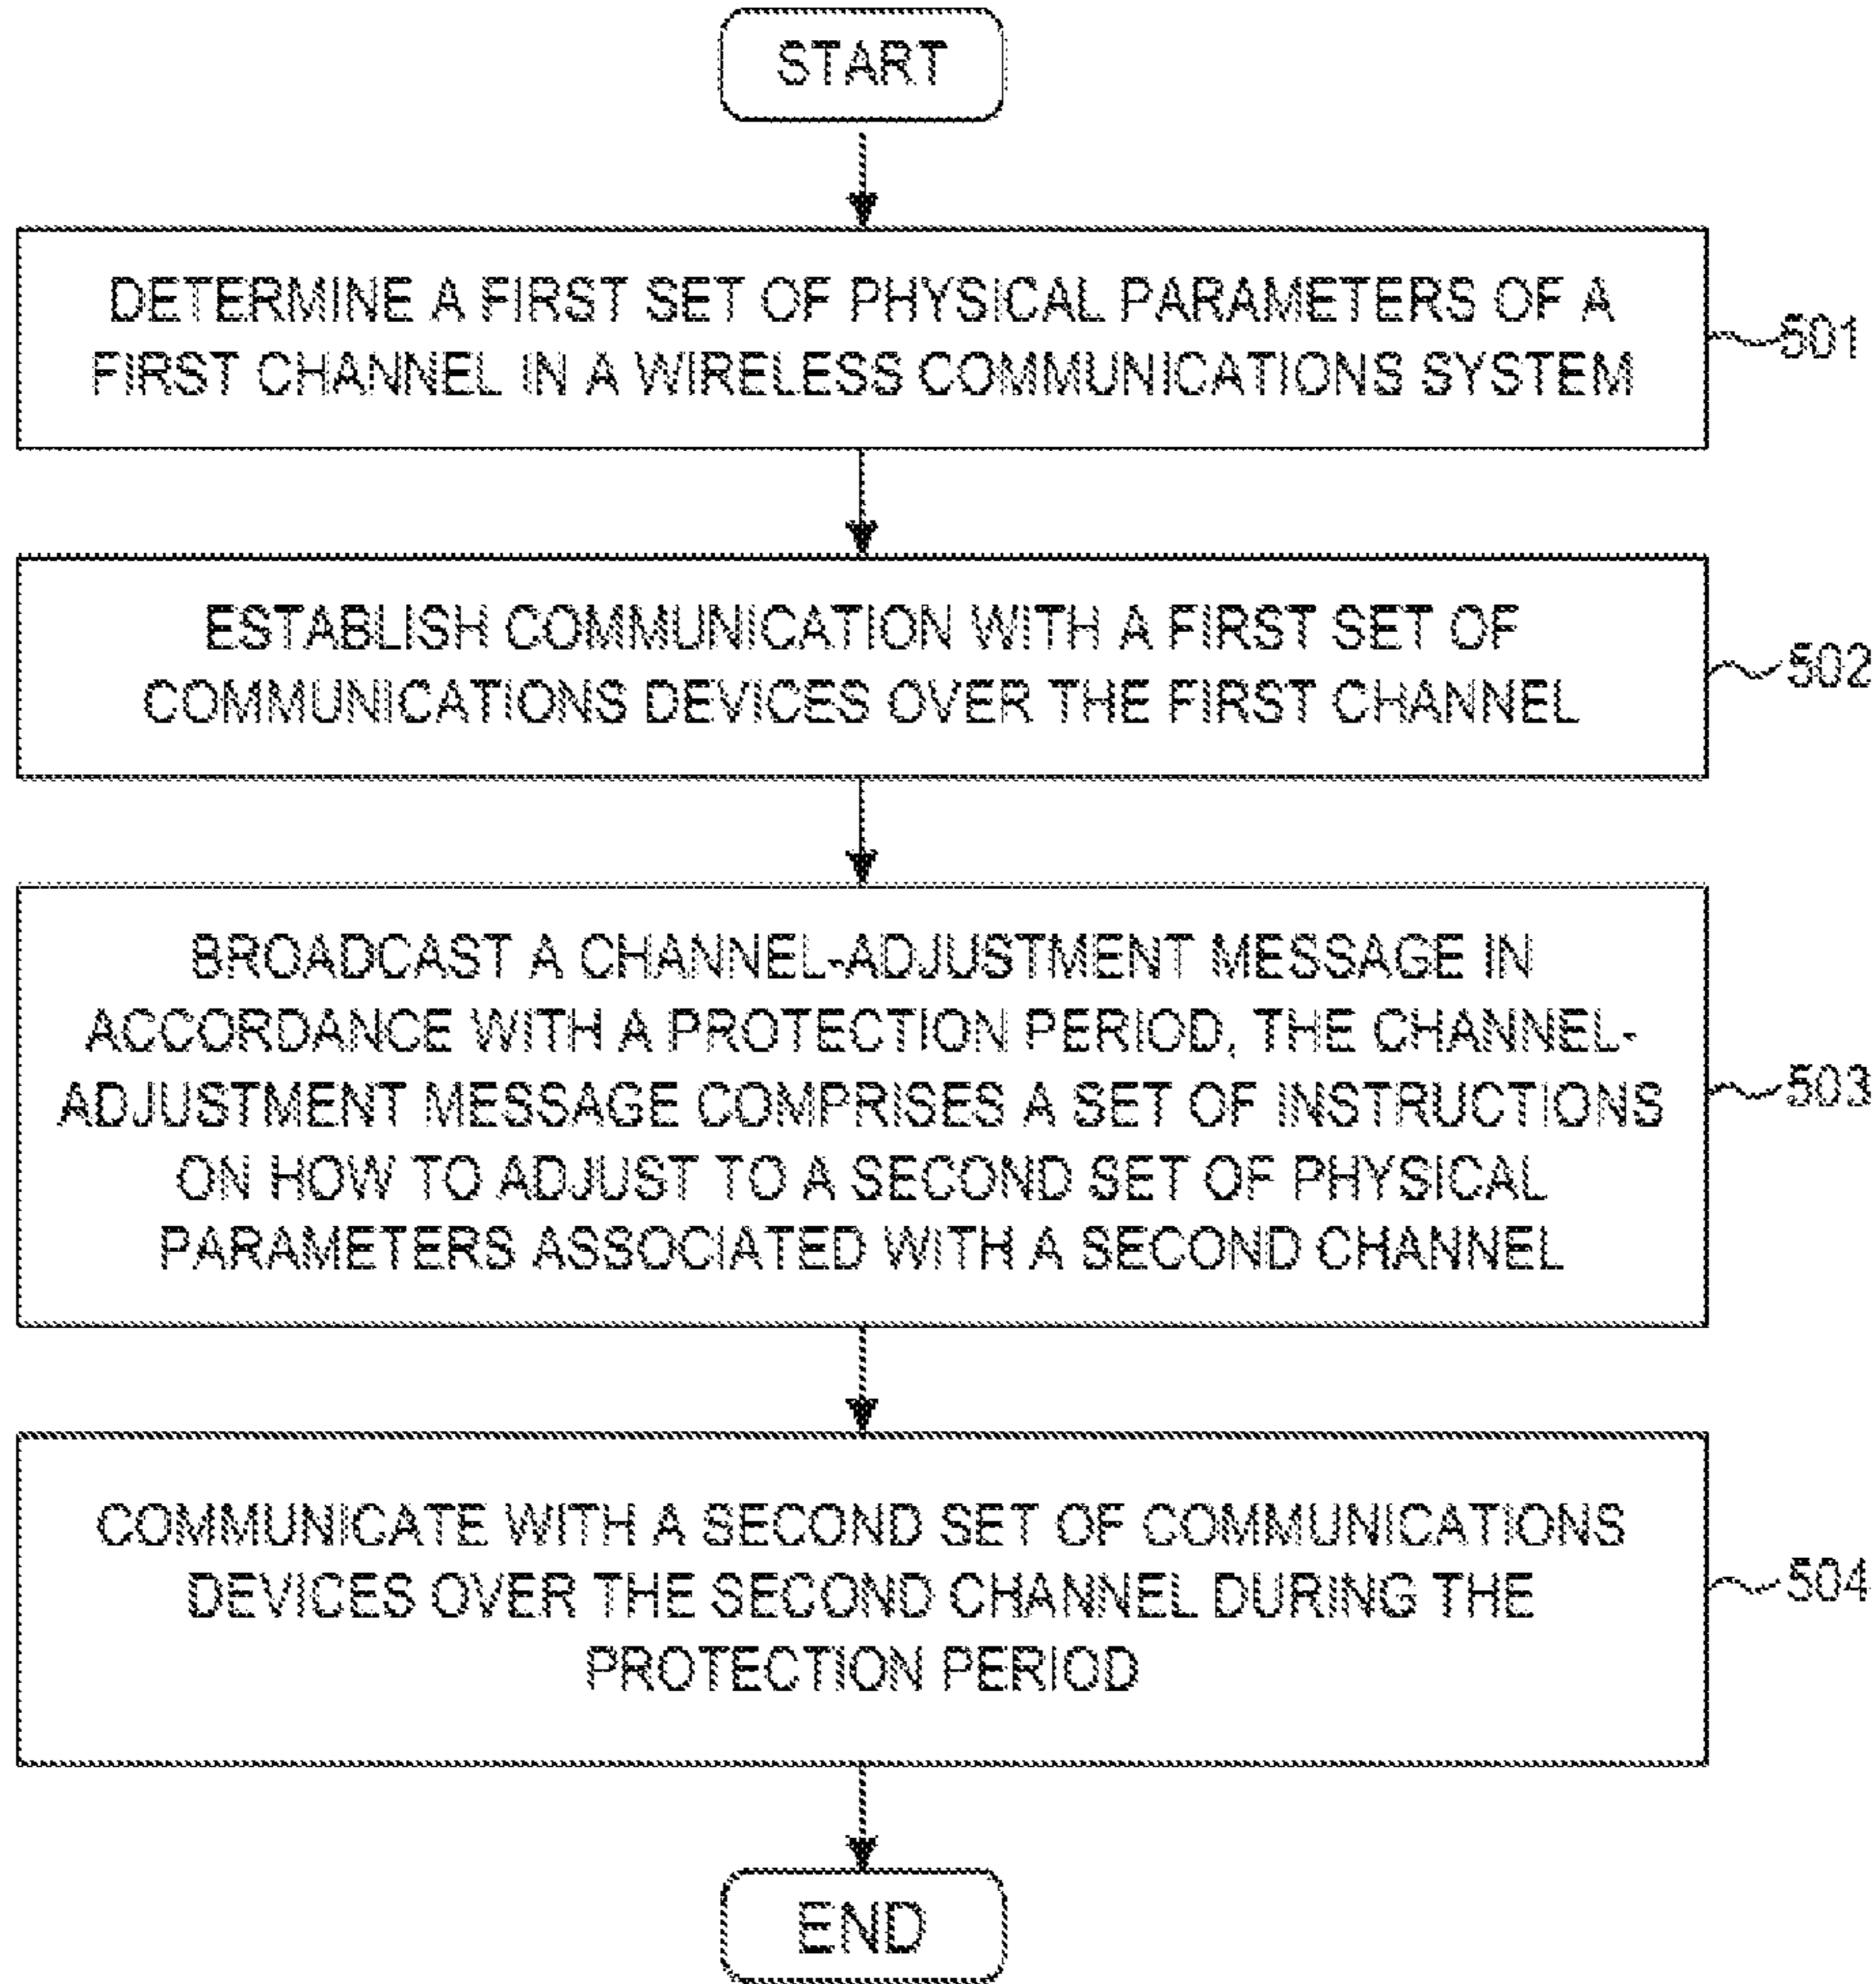 START
DETERMINE A FIRST SET OF PHYSICAL PARAMETERS OF A
FIRST CHANNEL IN A WIRELESS COMMUNICATIONS SYSTEM
501
ESTABLISH COMMUNICATION WITH A FIRST SET OF
COMMUNICATIONS DEVICES OVER THE FIRST CHANNEL
502
BROADCAST A CHANNEL-ADJUSTMENT MESSAGE IN
ACCORDANCE WITH A PROTECTION PERIOD, THE CHANNEL-
ADJUSTMENT MESSAGE COMPRISES A SET OF INSTRUCTIONS
ON HOW TO ADJUST TO A SECOND SET OF PHYSICAL
PARAMETERS ASSOCIATED WITH A SECOND CHANNEL
503
COMMUNICATE WITH A SECOND SET OF COMMUNICATIONS
DEVICES OVER THE SECOND CHANNEL DURING THE
PROTECTION PERIOD
504
END